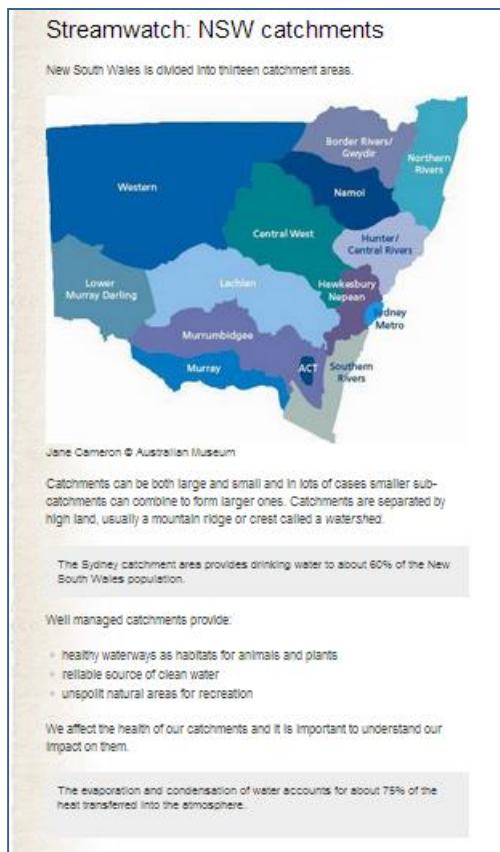 Streamwatch: NSW catchments
New South Wales is divided into thirteen catchment areas.
Border Rivers/
Gwydir
Northern
Rivers
Western
Namoi
Central West
Hunter/
Central Rivers
Lower
Murray Darling
Lachlan
Hawkesbury
Nepean
Sydney
Metro
Murrumbidgee
Murray
ACT
Southern
Rivers
Jane Cameron © Australian Museum
Catchments can be both large and small and in lots of cases smaller sub-
catchments can combine to form larger ones. Catchments are separated by
high land, usually a mountain ridge or crest called a watershed.
The Sydney catchment area provides drinking water to about 60% of the New
South Wales population.
Well managed catchments provide:
healthy waterways as habitats for animals and plants
reliable source of clean water
unspoilt natural areas for recreation
We affect the health of our catchments and it is important to understand our
impact on them.
The evaporation and condensation of water accounts for about 75% of the
heat transferred into the atmosphere.